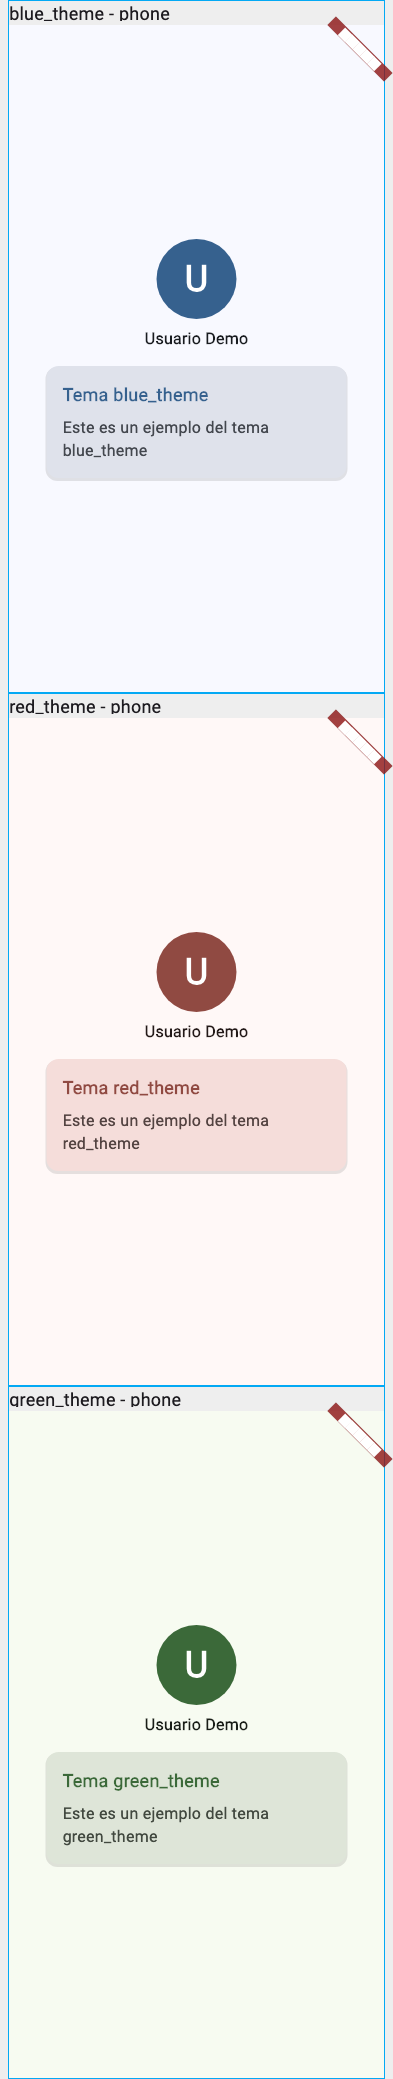 blue_theme - phone
U
Usuario Demo
Tema blue_theme
Este es un ejemplo del tema
blue_theme
red_theme - phone
U
Usuario Demo
Tema red_theme
Este es un ejemplo del tema
red_theme
green_theme - phone
U
Usuario Demo
Tema green_theme
Este es un ejemplo del tema
green_theme